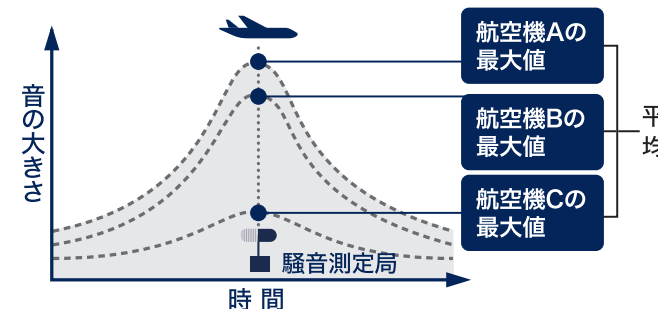 航空機Aの
最大値
航空機Bの
最大値
航空機Cの
最大値
平
均
音の大きさ
騒音測定局
時間